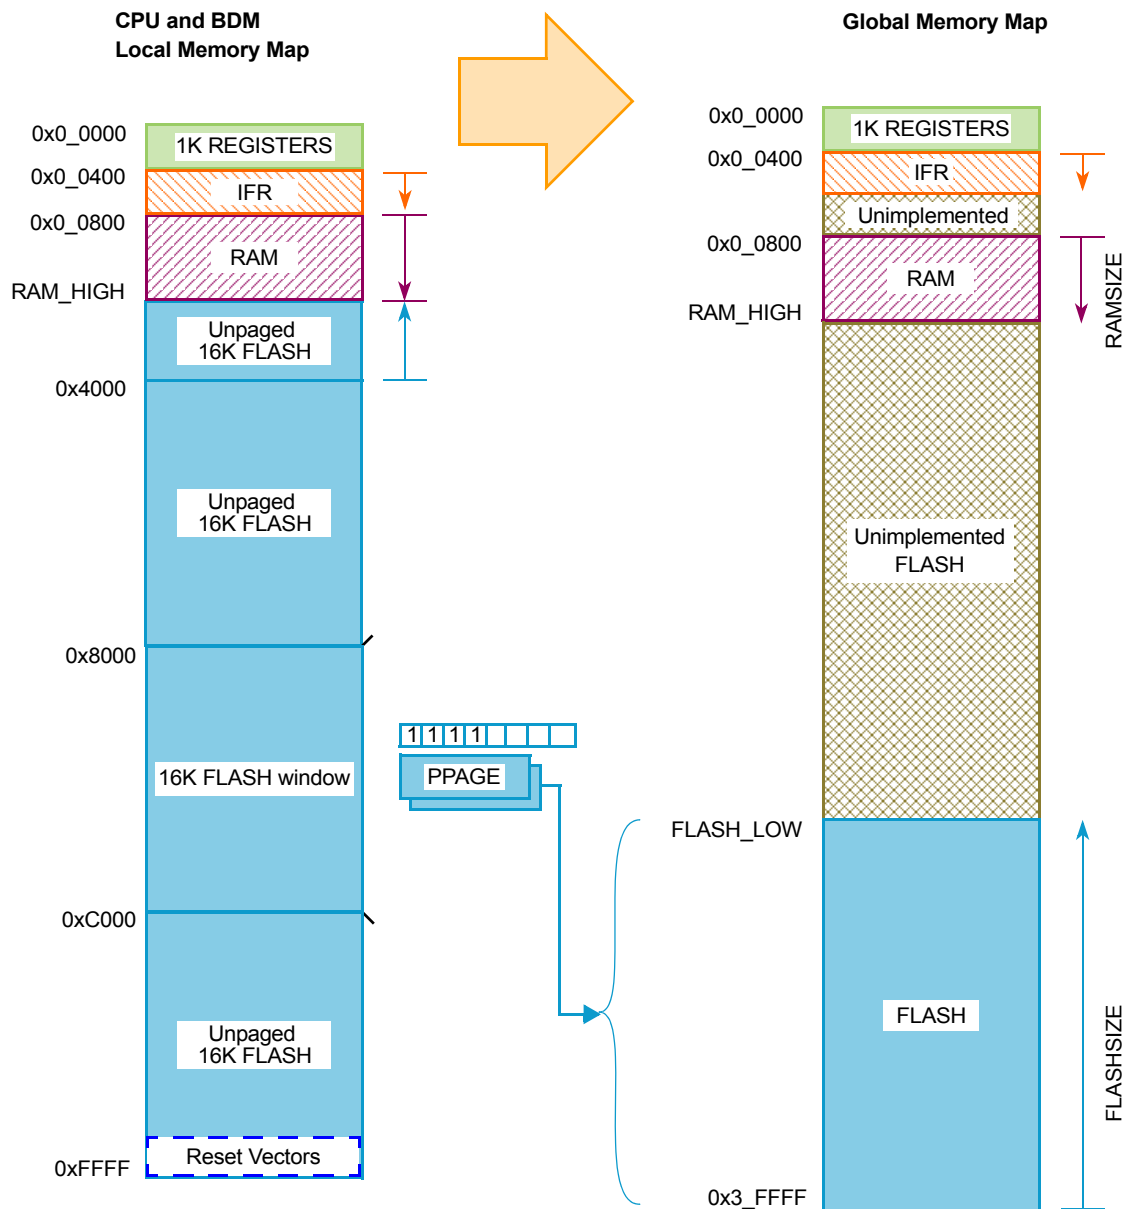 CPU and BDM
Local Memory Map
0x0_0000
1K REGISTERS
0x0_0400
IFR
0x0_0800
RAM
RAM_HIGH
Unpaged
16K FLASH
0x4000
Unpaged
16K FLASH
0x8000
16K FLASH window
0xC000
Unpaged
16K FLASH
Reset Vectors
0xFFFF
1 1 1 1
PPAGE
Global Memory Map
0x0_0000
1K REGISTERS
0x0_0400
IFR
Unimplemented
0x0_0800
RAM
RAM_HIGH
RAMSIZE
Unimplemented
FLASH
FLASH_LOW
FLASH
FLASHSIZE
0x3_FFFF